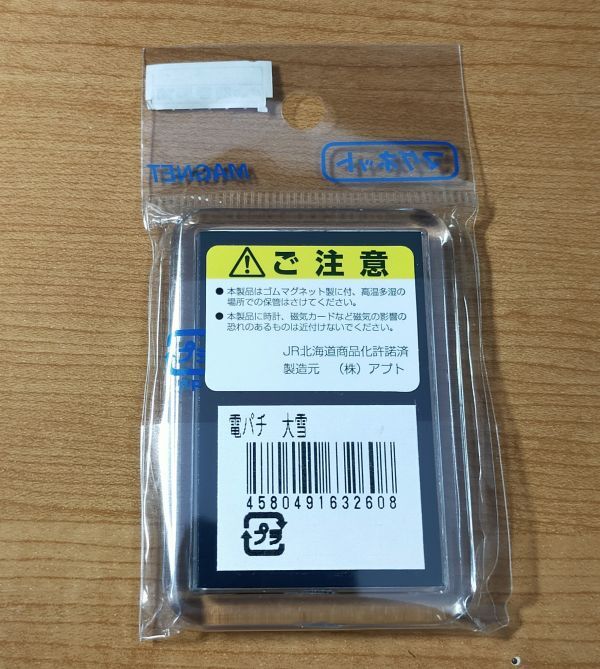 マグネット
MAGNET
ご注意
● 本製品はゴムマグネット製に付、高温多湿の
場所での保管はさけてください。
● 本製品に時計、磁気カードなど磁気の影響の
恐れのあるものは近付けないでください。
JR北海道商品化許諾済
製造元 （株）アプト
プラ
電パチ 大雪
4580491632608
プラ